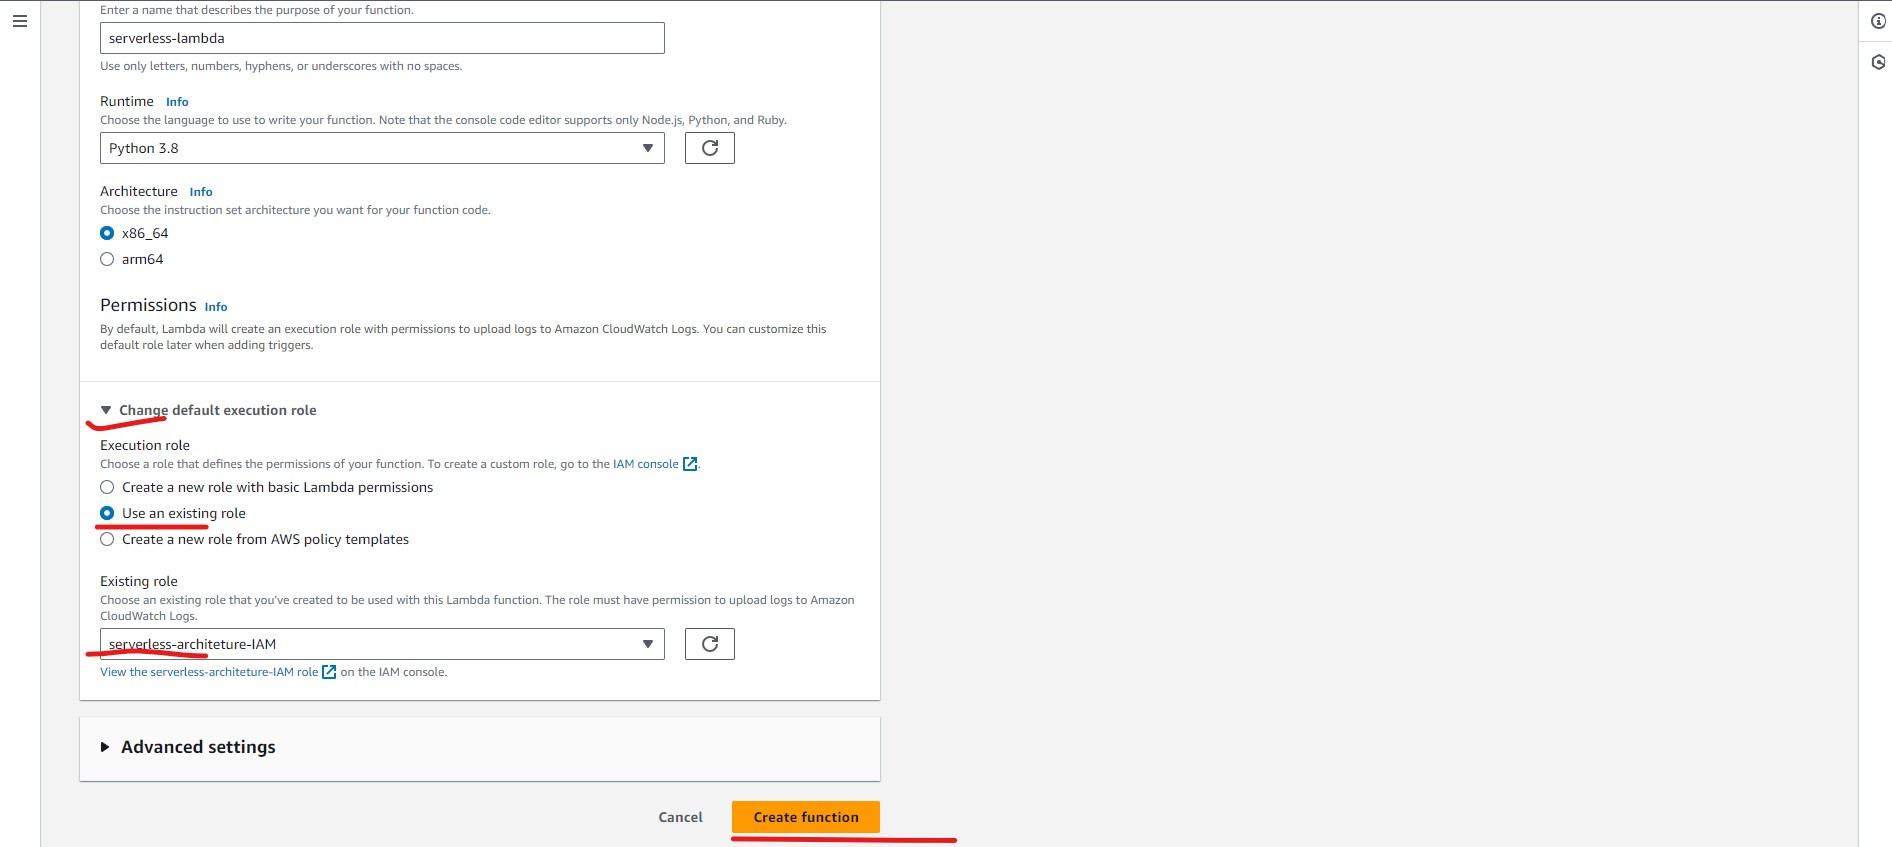 Enter a name that describes the purpose of your function.
serverless-lambda
Use only letters, numbers, hyphens, or underscores with no spaces.
Runtime Info
Choose the language to use to write your function. Note that the console code editor supports only Node.js, Python, and Ruby.
Python 3.8
Architecture Info
Choose the instruction set architecture you want for your function code.
x86_64
arm64
Permissions Info
By default, Lambda will create an execution role with permissions to upload logs to Amazon CloudWatch Logs. You can customize this
default role later when adding triggers.
Change default execution role
Execution role
Choose a role that defines the permissions of your function. To create a custom role, go to the IAM console.
Create a new role with basic Lambda permissions
Use an existing role
Create a new role from AWS policy templates
Existing role
Choose an existing role that you've created to be used with this Lambda function. The role must have permission to upload logs to Amazon
CloudWatch Logs.
serverless-architeture-IAM
View the serverless-architeture-IAM role on the IAM console.
Advanced settings
Cancel Create function